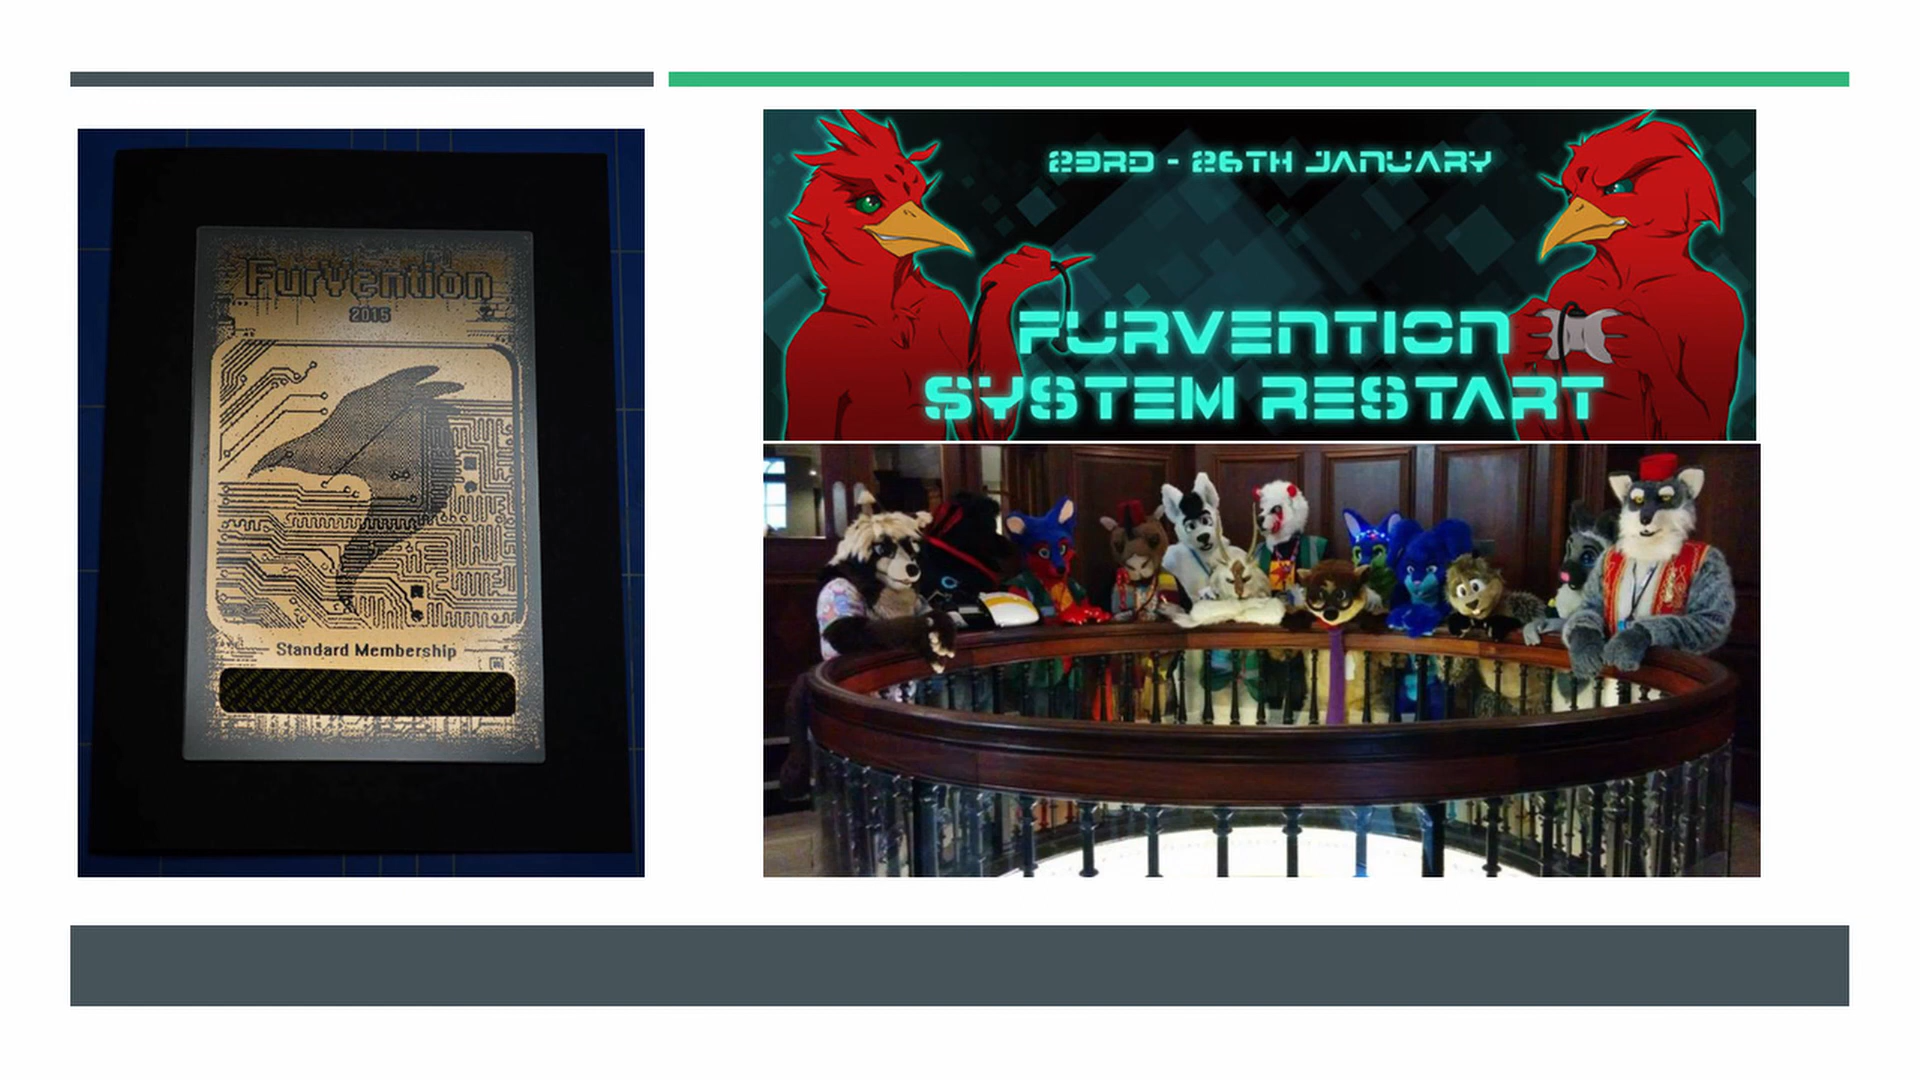 FurVention
2015
Standard Membership
23RD - 26TH JANUARY
FURVENTION
SYSTEM RESTART